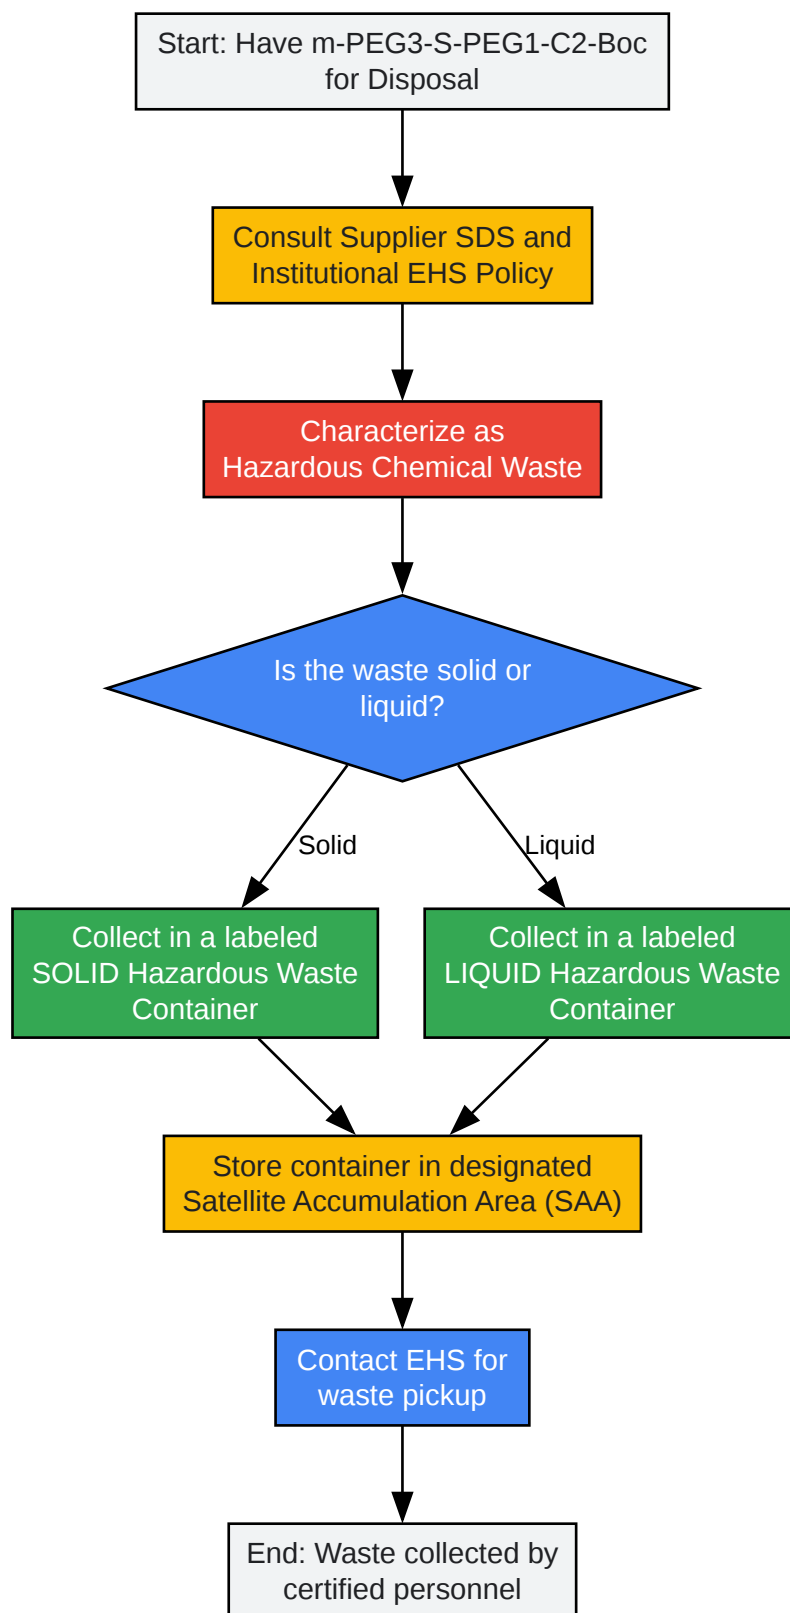 Start: Have m-PEG3-S-PEG1-C2-Boc
for Disposal
Consult Supplier SDS and
Institutional EHS Policy
Characterize as
Hazardous Chemical Waste
Is the waste solid or
liquid?
Solid
Liquid
Collect in a labeled
SOLID Hazardous Waste
Container
Collect in a labeled
LIQUID Hazardous Waste
Container
Store container in designated
Satellite Accumulation Area (SAA)
Contact EHS for
waste pickup
End: Waste collected by
certified personnel